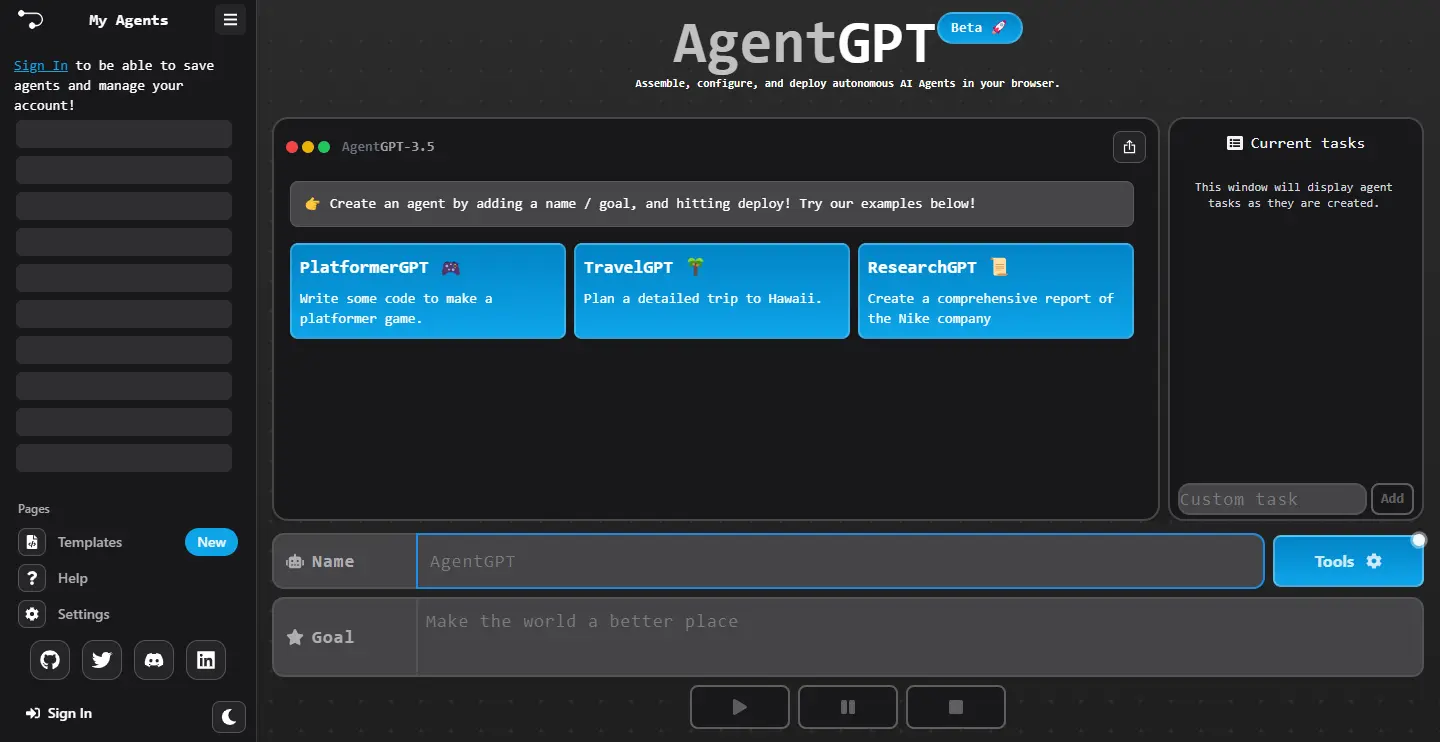 My Agents
Sign In to be able to save
agents and manage your
account!
Pages
Templates
New
Help
Settings
Sign In
AgentGPT
Beta
Assemble, configure, and deploy autonomous AI Agents in your browser.
AgentGPT-3.5
Create an agent by adding a name / goal, and hitting deploy! Try our examples below!
PlatformerGPT
Write some code to make a
platformer game.
TravelGPT
Plan a detailed trip to Hawaii.
ResearchGPT
Create a comprehensive report of
the Nike company
Current tasks
This window will display agent
tasks as they are created.
Custom task
Add
Name
AgentGPT
Tools
Goal
Make the world a better place